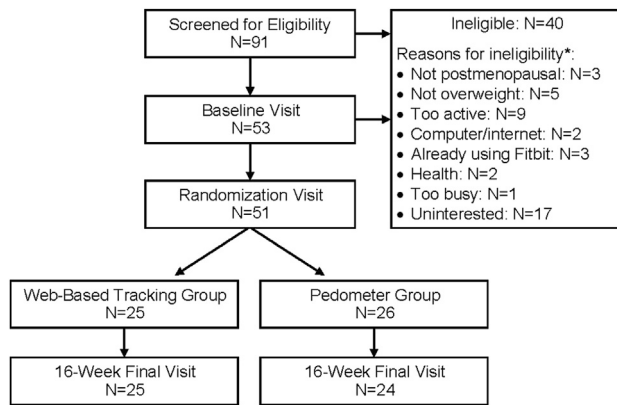 Screened for Eligibility
N=91
Ineligible: N=40
Reasons for ineligibility*:
• Not postmenopausal: N=3
• Not overweight: N=5
• Too active: N=9
• Computer/internet: N=2
• Already using Fitbit: N=3
• Health: N=2
• Too busy: N=1
• Uninterested: N=17
Baseline Visit
N=53
Randomization Visit
N=51
Web-Based Tracking Group
N=25
Pedometer Group
N=26
16-Week Final Visit
N=25
16-Week Final Visit
N=24